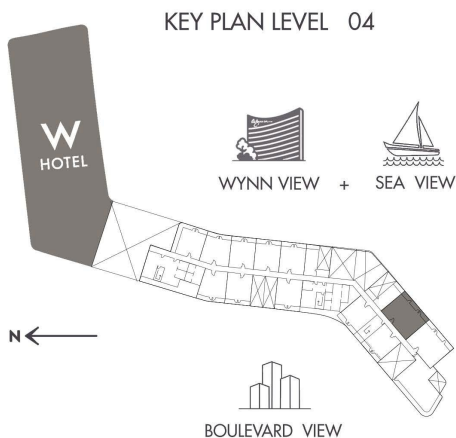 KEY PLAN LEVEL 04
W
HOTEL
WYNN VIEW + SEA VIEW
N
BOULEVARD VIEW